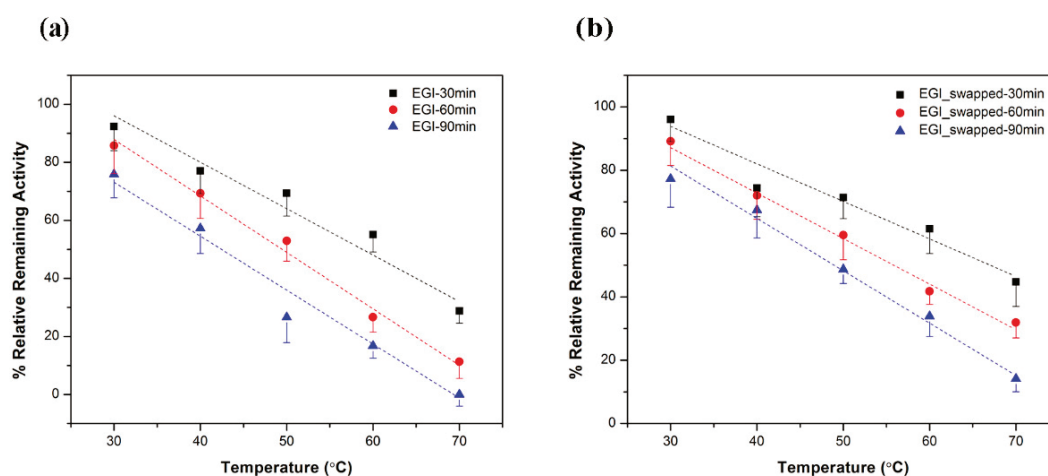 (a)
(b)
EGI-30min
EGI-60min
EGI-90min
% Relative Remaining Activity
100
80
60
40
20
0
30 40 50 60 70
Temperature (°C)
EGI_swapped-30min
EGI_swapped-60min
EGI_swapped-90min
% Relative Remaining Activity
100
80
60
40
20
0
30 40 50 60 70
Temperature (°C)